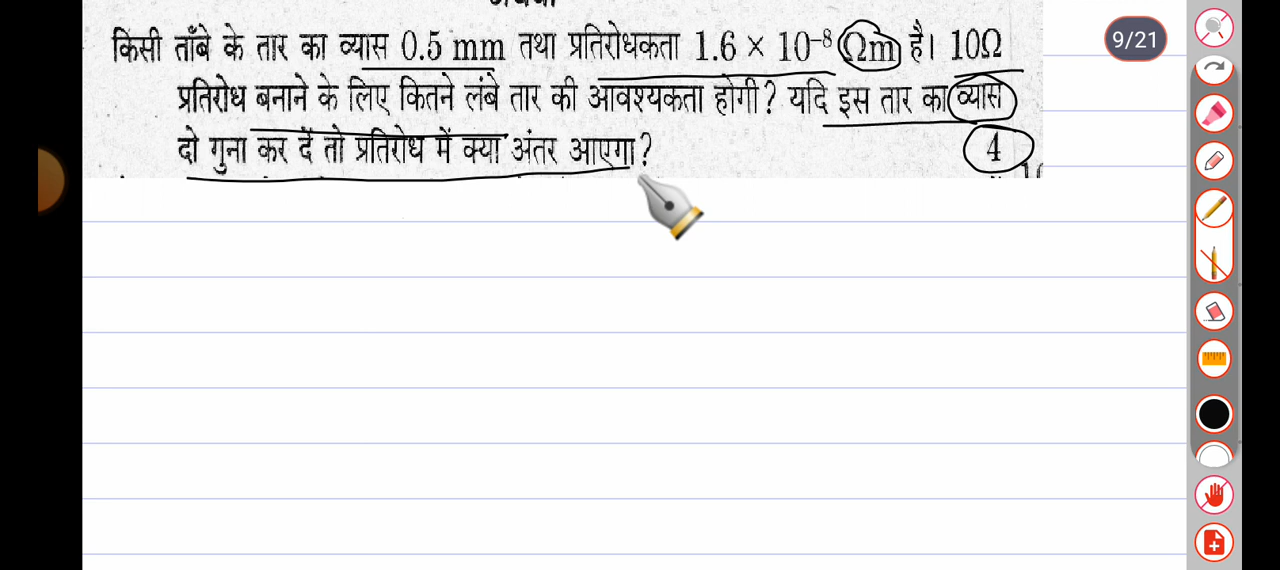 अथवा
किसी ताँबे के तार का व्यास 0.5 mm तथा प्रतिरोधकता 1.6 × 10⁻⁸ Ωm है। 10Ω
प्रतिरोध बनाने के लिए कितने लंबे तार की आवश्यकता होगी? यदि इस तार का व्यास
दो गुना कर दें तो प्रतिरोध में क्या अंतर आएगा? 4
9/21